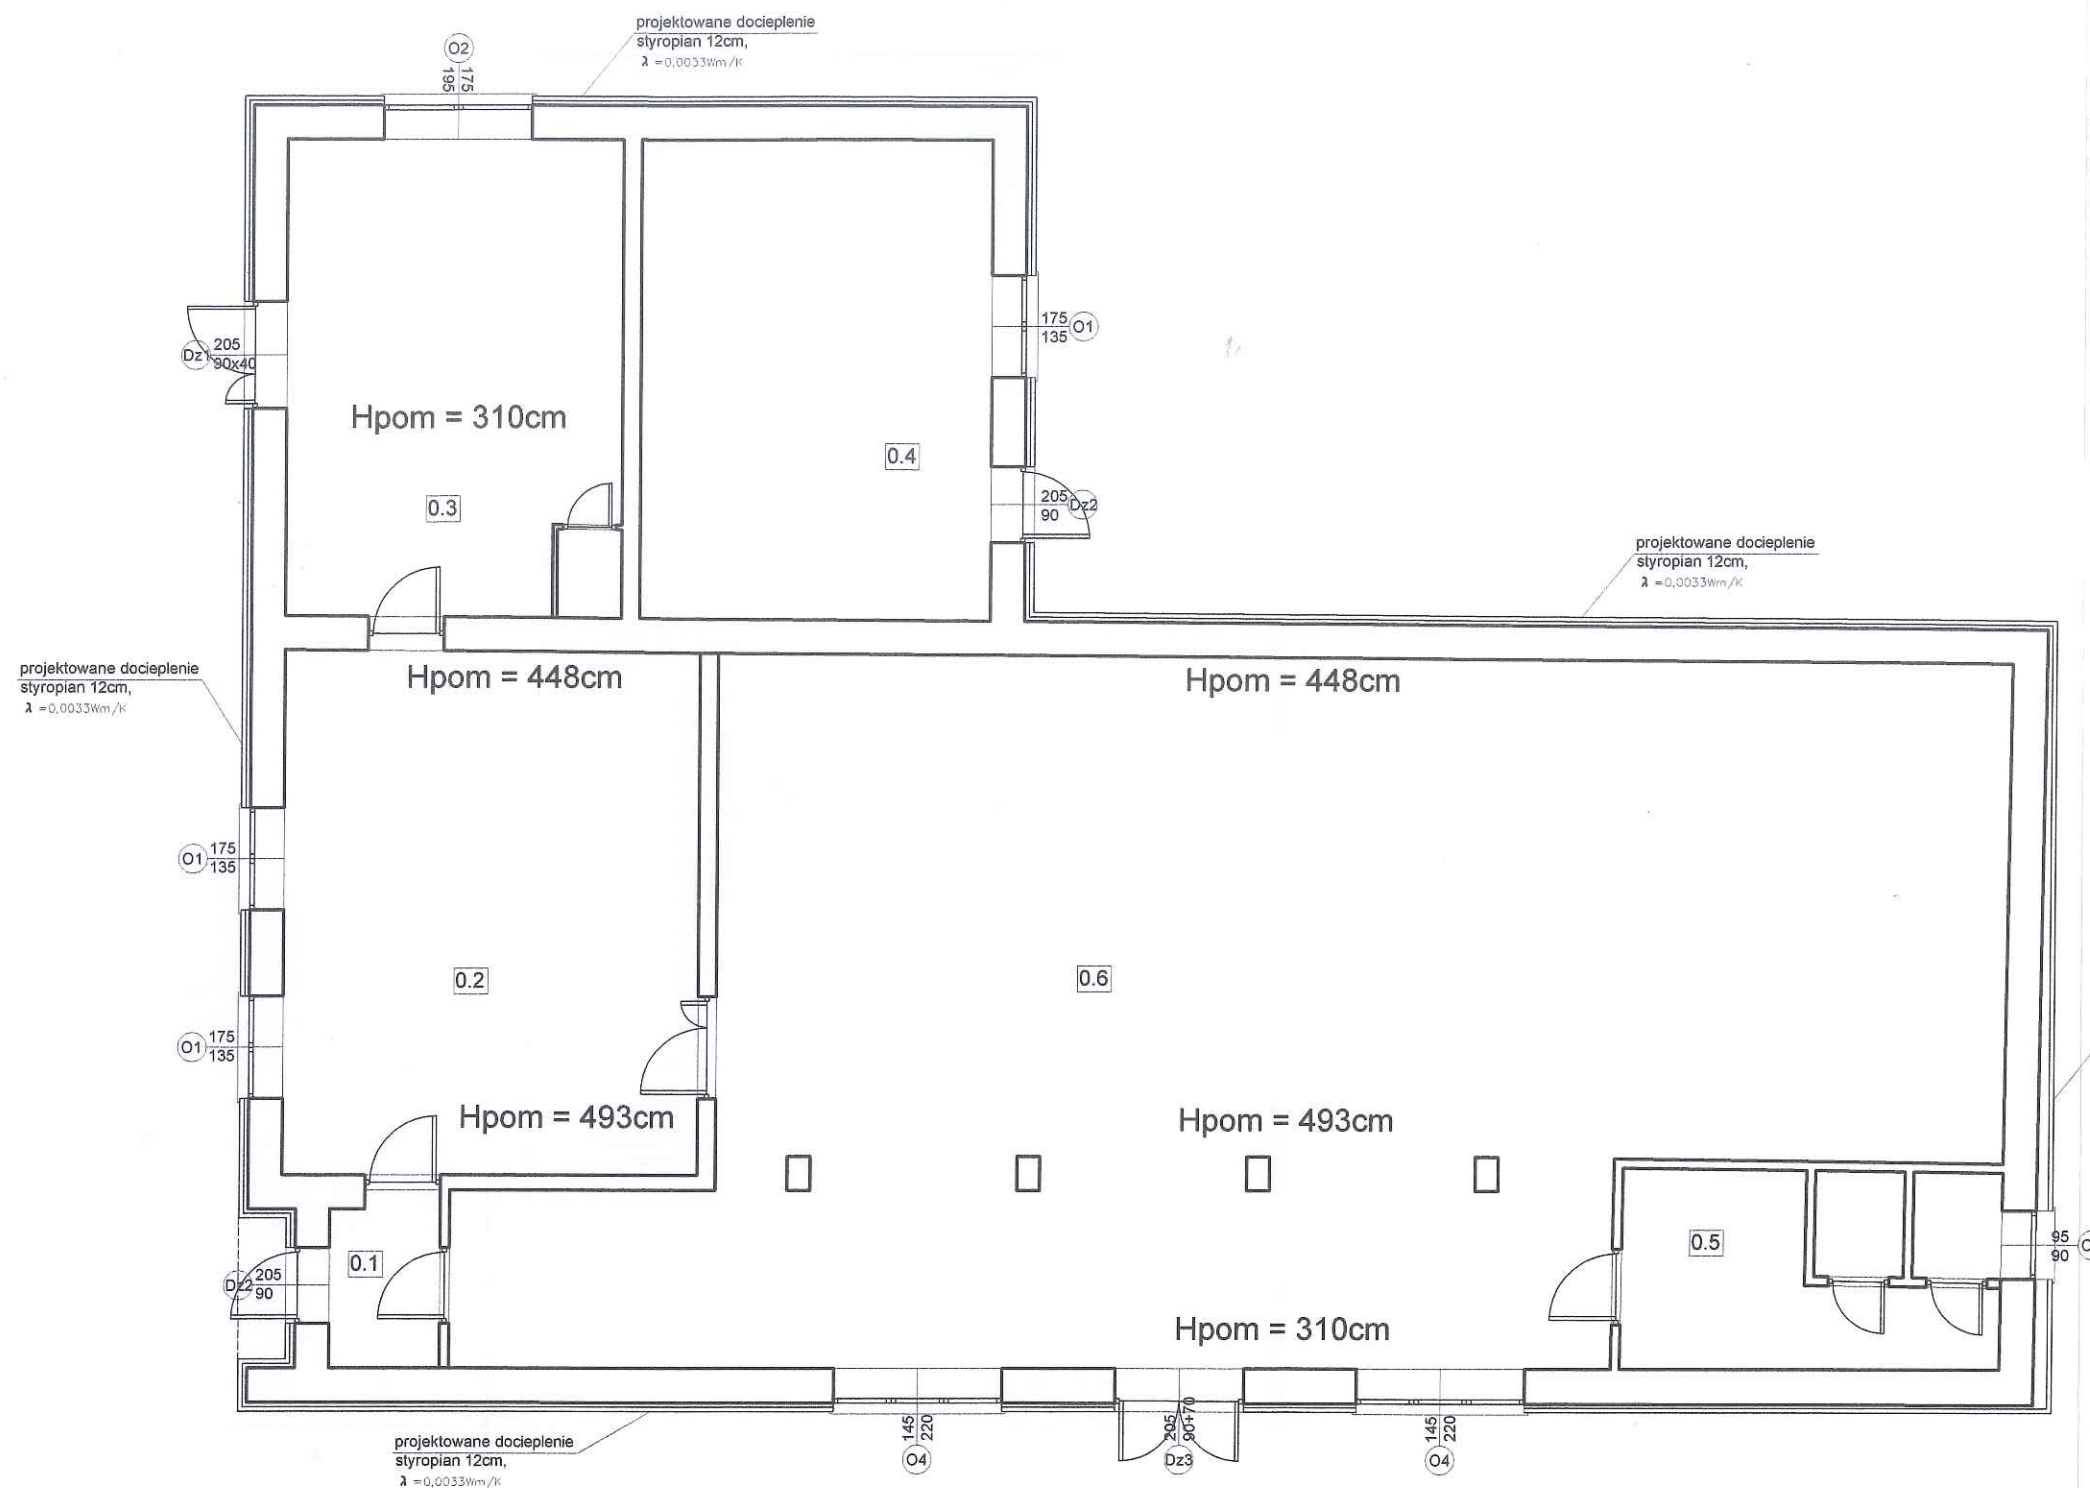 projektowane docieplenie
styropian 12cm,
λ =0,0033Wm/K
O2
175
195
175
135
O1
Dz1
205
90x40
Hpom = 310cm
0.4
0.3
205
90
Dz2
projektowane docieplenie
styropian 12cm,
λ =0,0033Wm/K
projektowane docieplenie
styropian 12cm,
λ =0,0033Wm/K
Hpom = 448cm
Hpom = 448cm
O1
175
135
0.2
0.6
O1
175
135
Hpom = 493cm
Hpom = 493cm
0.5
95
90
0.1
Dz2
205
90
Hpom = 310cm
145
220
O4
205
90+70
Dz3
145
220
O4
projektowane docieplenie
styropian 12cm,
λ =0,0033Wm/K